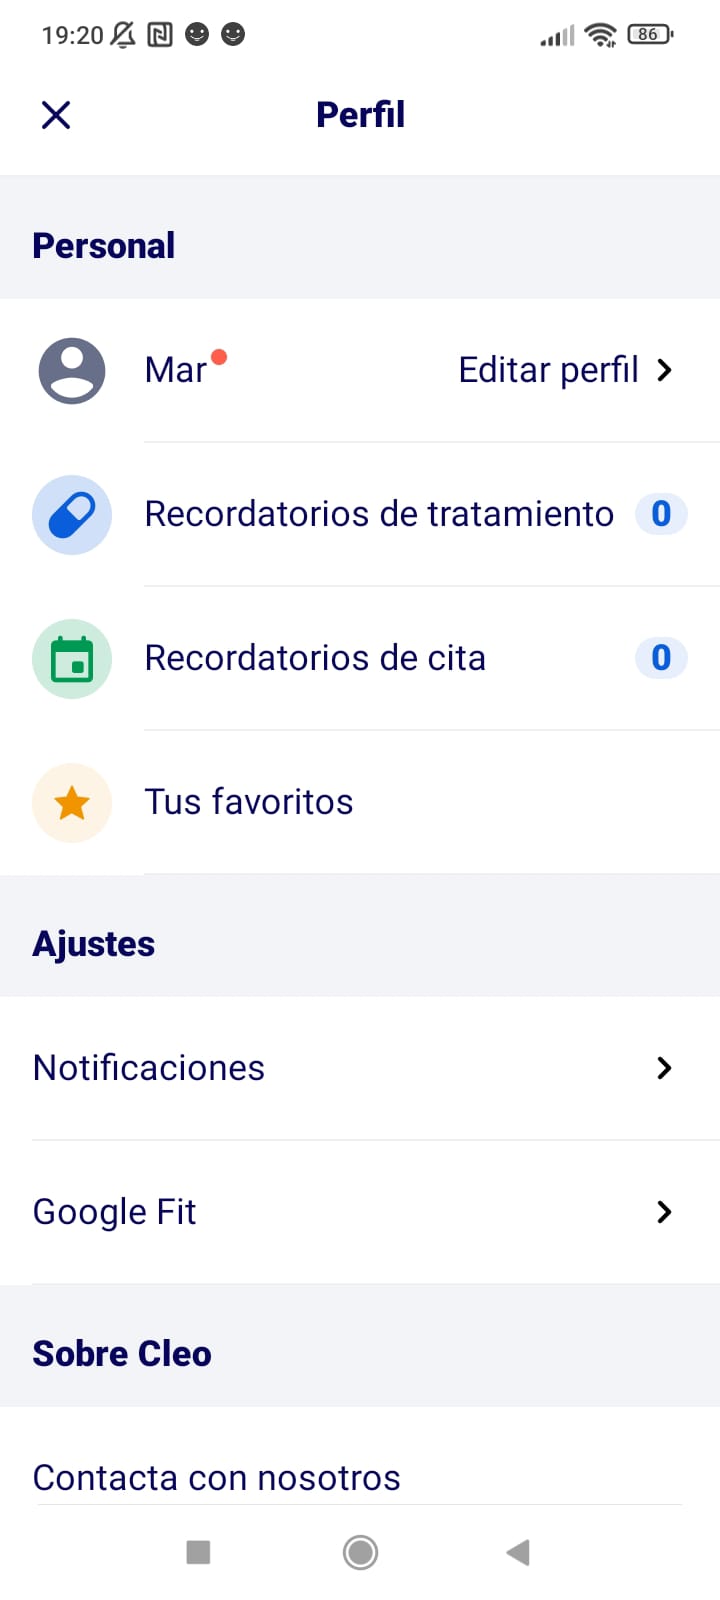 19:20 86
Perfil
Personal
Mar Editar perfil
Recordatorios de tratamiento 0
Recordatorios de cita 0
Tus favoritos
Ajustes
Notificaciones
Google Fit
Sobre Cleo
Contacta con nosotros